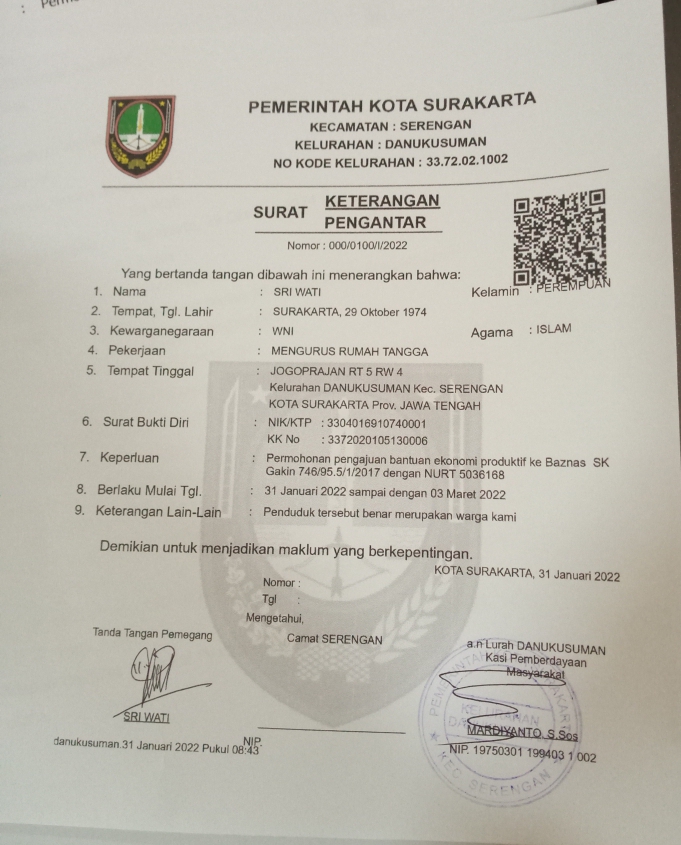 PEMERINTAH KOTA SURAKARTA
KECAMATAN : SERENGAN
KELURAHAN : DANUKUSUMAN
NO KODE KELURAHAN : 33.72.02.1002
SURAT KETERANGAN
PENGANTAR
Nomor : 000/0100/I/2022
Yang bertanda tangan dibawah ini menerangkan bahwa:
1. Nama : SRI WATI Kelamin : PEREMPUAN
2. Tempat, Tgl. Lahir : SURAKARTA, 29 Oktober 1974
3. Kewarganegaraan : WNI Agama : ISLAM
4. Pekerjaan : MENGURUS RUMAH TANGGA
5. Tempat Tinggal : JOGOPRAJAN RT 5 RW 4
Kelurahan DANUKUSUMAN Kec. SERENGAN
KOTA SURAKARTA Prov. JAWA TENGAH
6. Surat Bukti Diri : NIK/KTP : 3304016910740001
KK No : 3372020105130006
7. Keperluan : Permohonan pengajuan bantuan ekonomi produktif ke Baznas SK
Gakin 746/95.5/1/2017 dengan NURT 5036168
8. Berlaku Mulai Tgl. : 31 Januari 2022 sampai dengan 03 Maret 2022
9. Keterangan Lain-Lain : Penduduk tersebut benar merupakan warga kami
Demikian untuk menjadikan maklum yang berkepentingan.
KOTA SURAKARTA, 31 Januari 2022
Nomor :
Tgl :
Mengetahui,
Tanda Tangan Pemegang Camat SERENGAN a.n Lurah DANUKUSUMAN
Kasi Pemberdayaan
Masyarakat
SRI WATI
MARDIYANTO, S.Sos
NIP.
NIP. 19750301 199403 1 002
danukusuman.31 Januari 2022 Pukul 08:43
KEC. SERENGAN